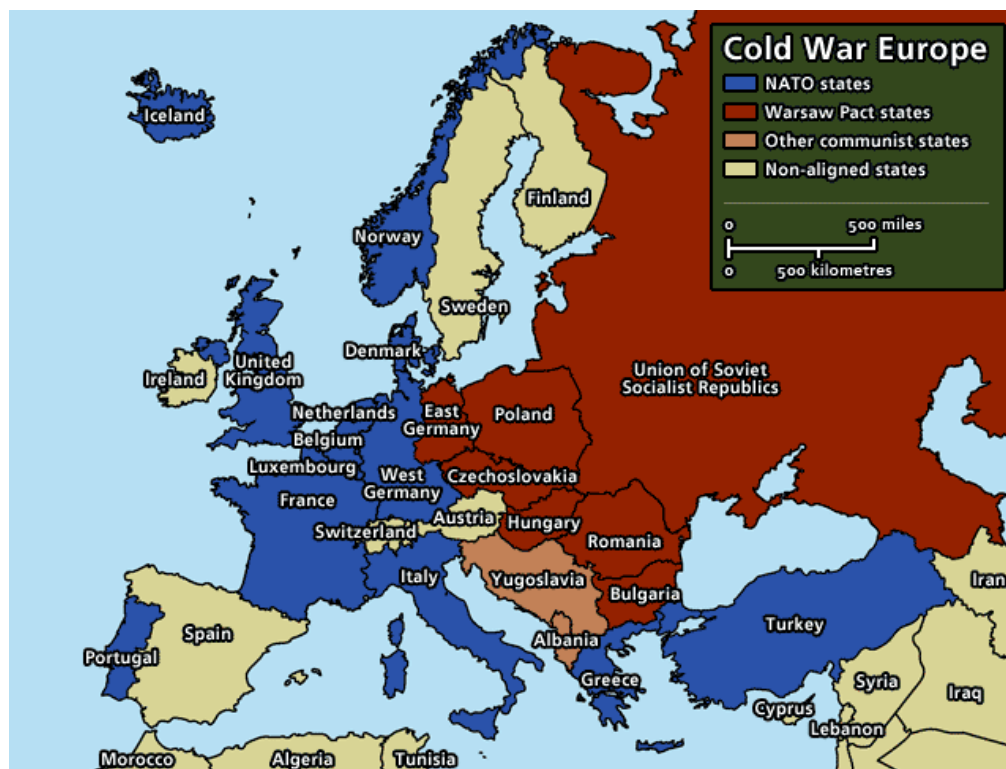 Cold War Europe
NATO states
Warsaw Pact states
Other communist states
Non-aligned states
0
500 miles
0
500 kilometres
Iceland
Finland
Norway
Sweden
Denmark
United
Kingdom
Ireland
Union of Soviet
Socialist Republics
Netherlands
East
Germany
Poland
Belgium
Luxembourg
West
Germany
Czechoslovakia
France
Austria
Hungary
Switzerland
Romania
Italy
Yugoslavia
Iran
Bulgaria
Spain
Turkey
Albania
Portugal
Greece
Syria
Iraq
Cyprus
Lebanon
Morocco
Algeria
Tunisia